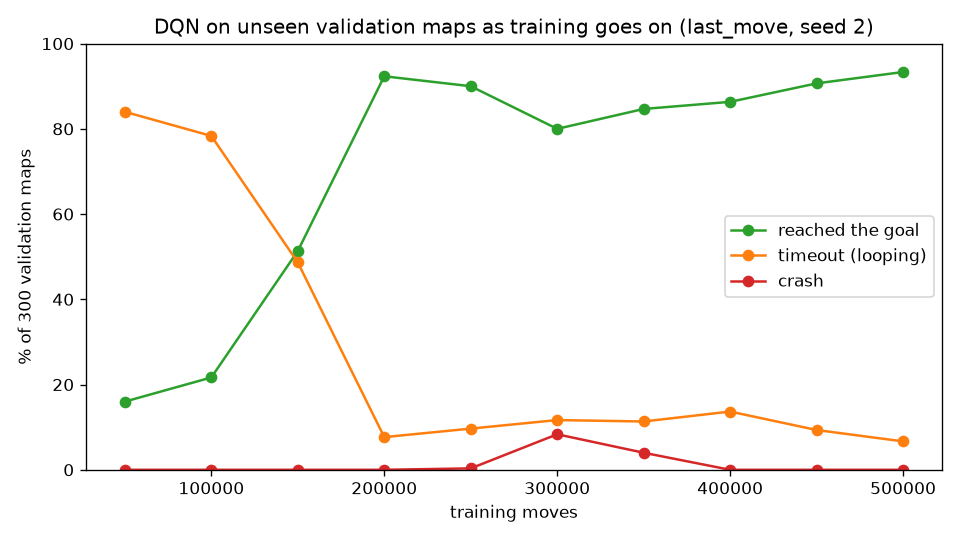 DQN on unseen validation maps as training goes on (last_move, seed 2)
100
80
60
40
20
0
% of 300 validation maps
reached the goal
timeout (looping)
crash
100000 200000 300000 400000 500000
training moves